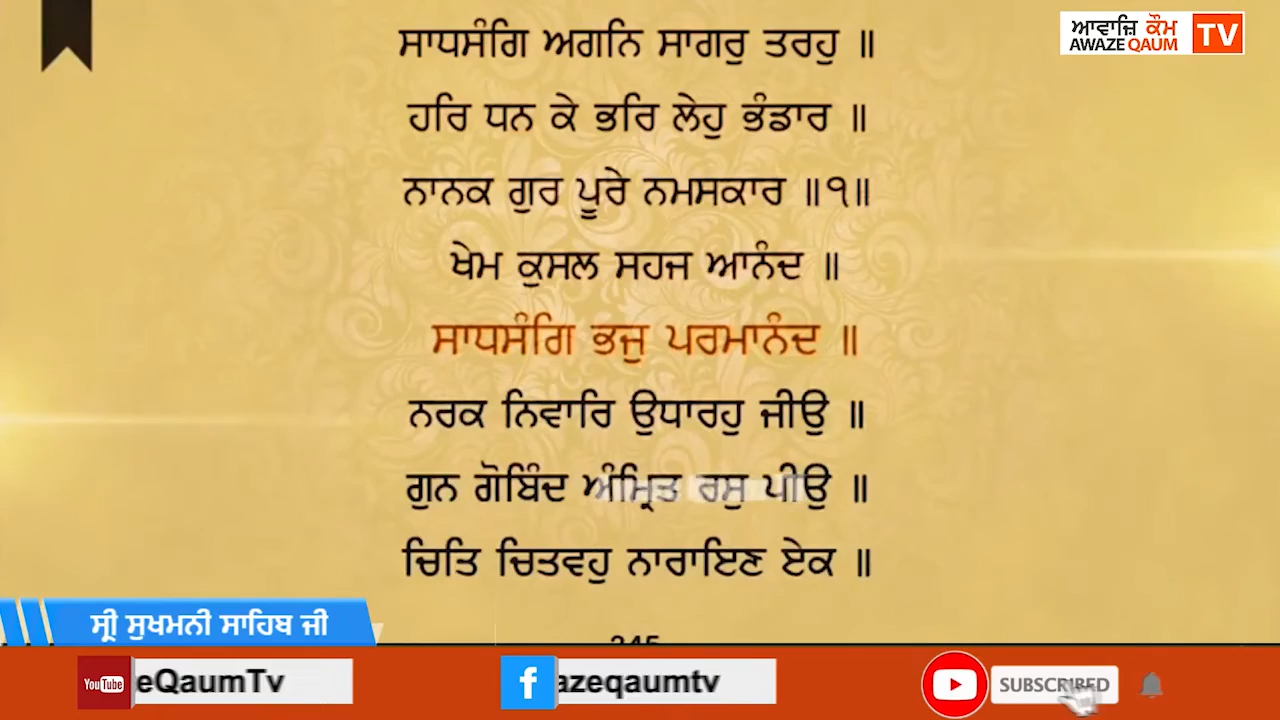 ਆਵਾਜ਼ਿ ਕੌਮ
AWAZE QAUM
TV
ਸਾਧਸੰਗਿ ਅਗਨਿ ਸਾਗਰੁ ਤਰਹੁ ॥
ਹਰਿ ਧਨ ਕੇ ਭਰਿ ਲੇਹੁ ਭੰਡਾਰ ॥
ਨਾਨਕ ਗੁਰ ਪੂਰੇ ਨਮਸਕਾਰ ॥੧॥
ਖੇਮ ਕੁਸਲ ਸਹਜ ਆਨੰਦ ॥
ਸਾਧਸੰਗਿ ਭਜੁ ਪਰਮਾਨੰਦ ॥
ਨਰਕ ਨਿਵਾਰਿ ਉਧਾਰਹੁ ਜੀਉ ॥
ਗੁਨ ਗੋਬਿੰਦ ਅੰਮ੍ਰਿਤ ਰਸੁ ਪੀਉ ॥
ਚਿਤਿ ਚਿਤਵਹੁ ਨਾਰਾਇਣ ਏਕ ॥
ਸ੍ਰੀ ਸੁਖਮਨੀ ਸਾਹਿਬ ਜੀ
YouTube
eQaumTv
f
azeqaumtv
SUBSCRIBED